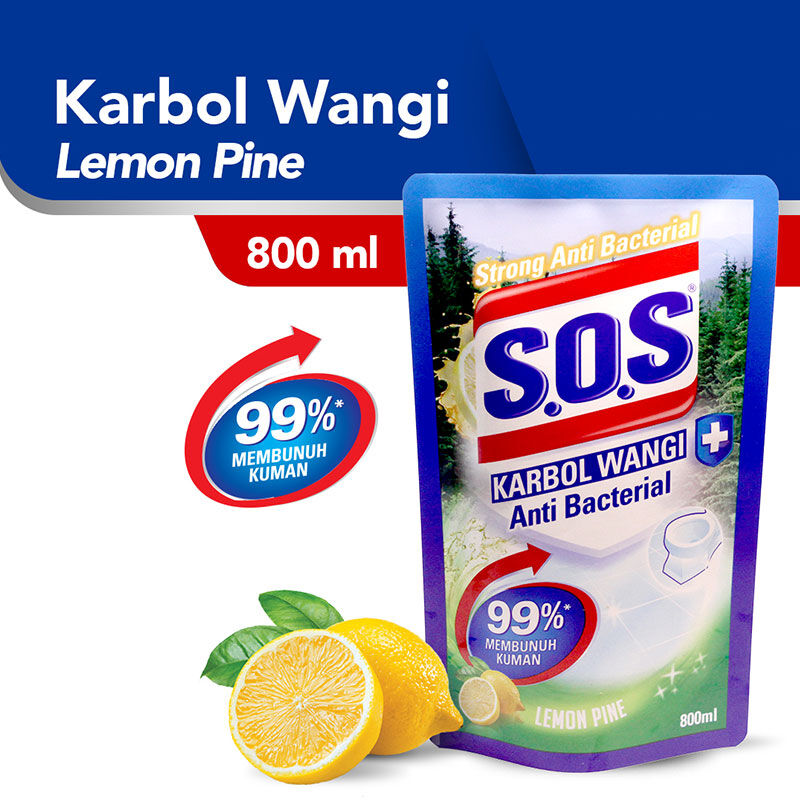 Karbol Wangi
Lemon Pine
800 ml
99%*
MEMBUNUH
KUMAN
Strong Anti Bacterial
S.O.S®
KARBOL WANGI
Anti Bacterial
99%*
MEMBUNUH
KUMAN
LEMON PINE
800ml